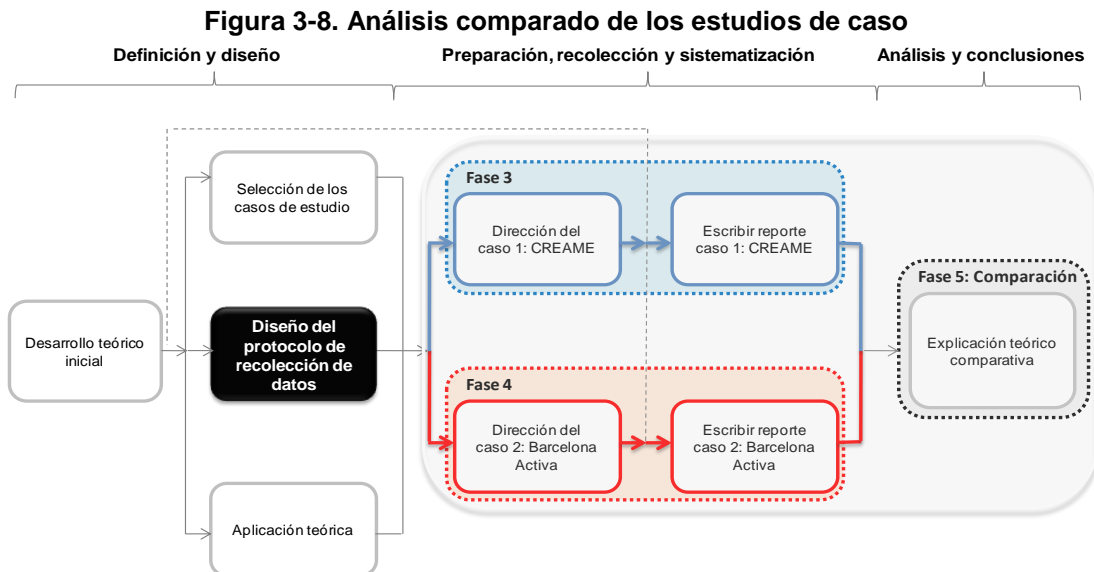 Figura 3-8. Análisis comparado de los estudios de caso
Definición y diseño
Preparación, recolección y sistematización
Análisis y conclusiones
Desarrollo teórico
inicial
Selección de los
casos de estudio
Diseño del
protocolo de
recolección de
datos
Aplicación teórica
Fase 3
Dirección del
caso 1: CREAME
Escribir reporte
caso 1: CREAME
Fase 4
Dirección del
caso 2: Barcelona
Activa
Escribir reporte
caso 2: Barcelona
Activa
Fase 5: Comparación
Explicación teórico
comparativa